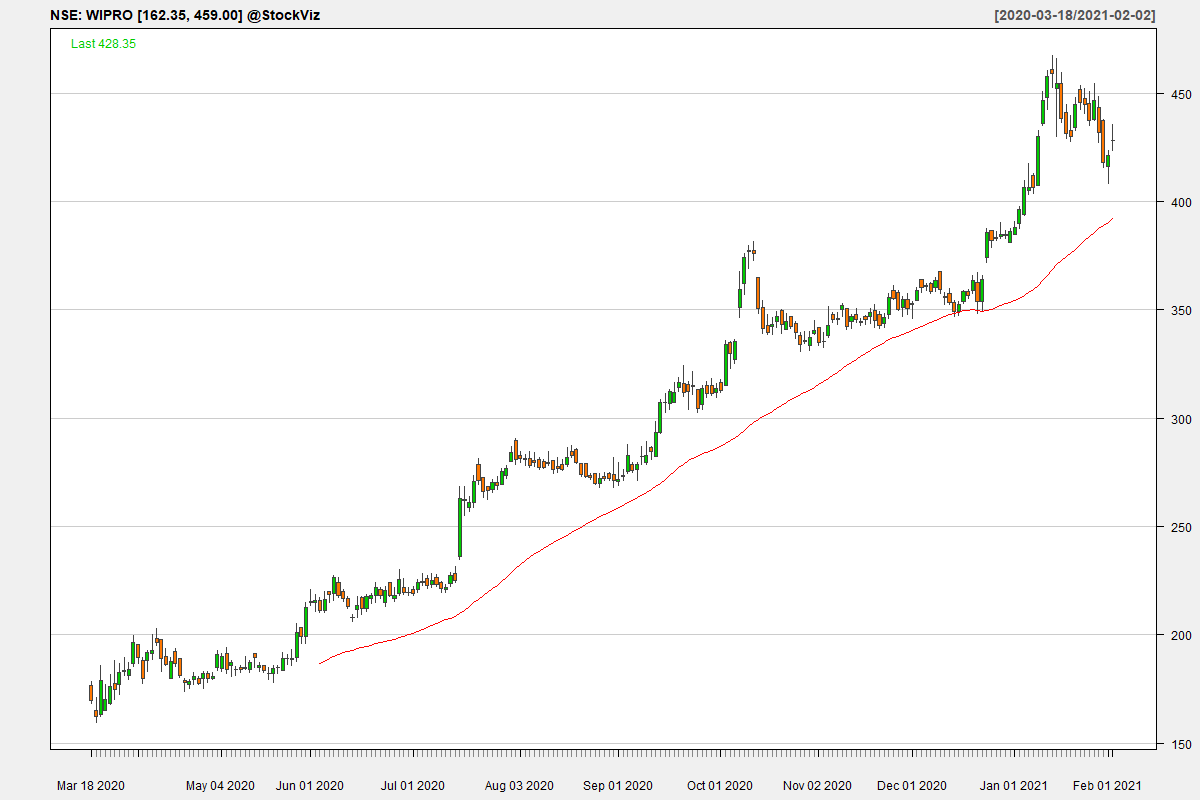 NSE: WIPRO [162.35, 459.00] @StockViz
[2020-03-18/2021-02-02]
Last 428.35
450
400
350
300
250
200
150
Mar 18 2020 May 04 2020 Jun 01 2020 Jul 01 2020 Aug 03 2020 Sep 01 2020 Oct 01 2020 Nov 02 2020 Dec 01 2020 Jan 01 2021 Feb 01 2021